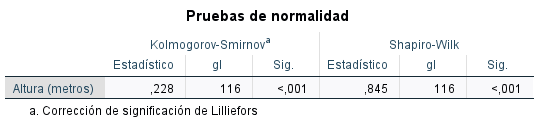 Pruebas de normalidad
Kolmogorov-Smirnovᵃ Shapiro-Wilk
Estadístico gl Sig. Estadístico gl Sig.
Altura (metros) ,228 116 <,001 ,845 116 <,001
a. Corrección de significación de Lilliefors